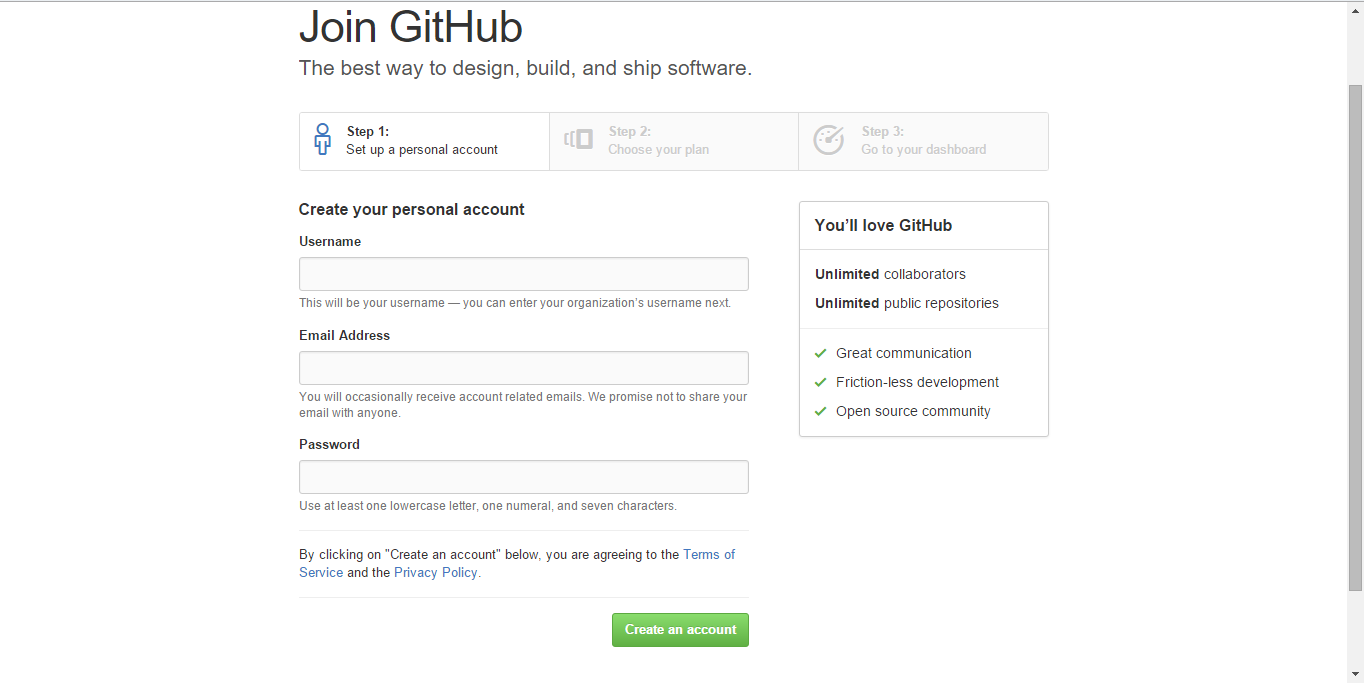 Join GitHub
The best way to design, build, and ship software.
Step 1:
Set up a personal account
Step 2:
Choose your plan
Step 3:
Go to your dashboard
Create your personal account
Username
This will be your username — you can enter your organization's username next.
Email Address
You will occasionally receive account related emails. We promise not to share your
email with anyone.
Password
Use at least one lowercase letter, one numeral, and seven characters.
By clicking on "Create an account" below, you are agreeing to the Terms of
Service and the Privacy Policy.
Create an account
You'll love GitHub
Unlimited collaborators
Unlimited public repositories
Great communication
Friction-less development
Open source community